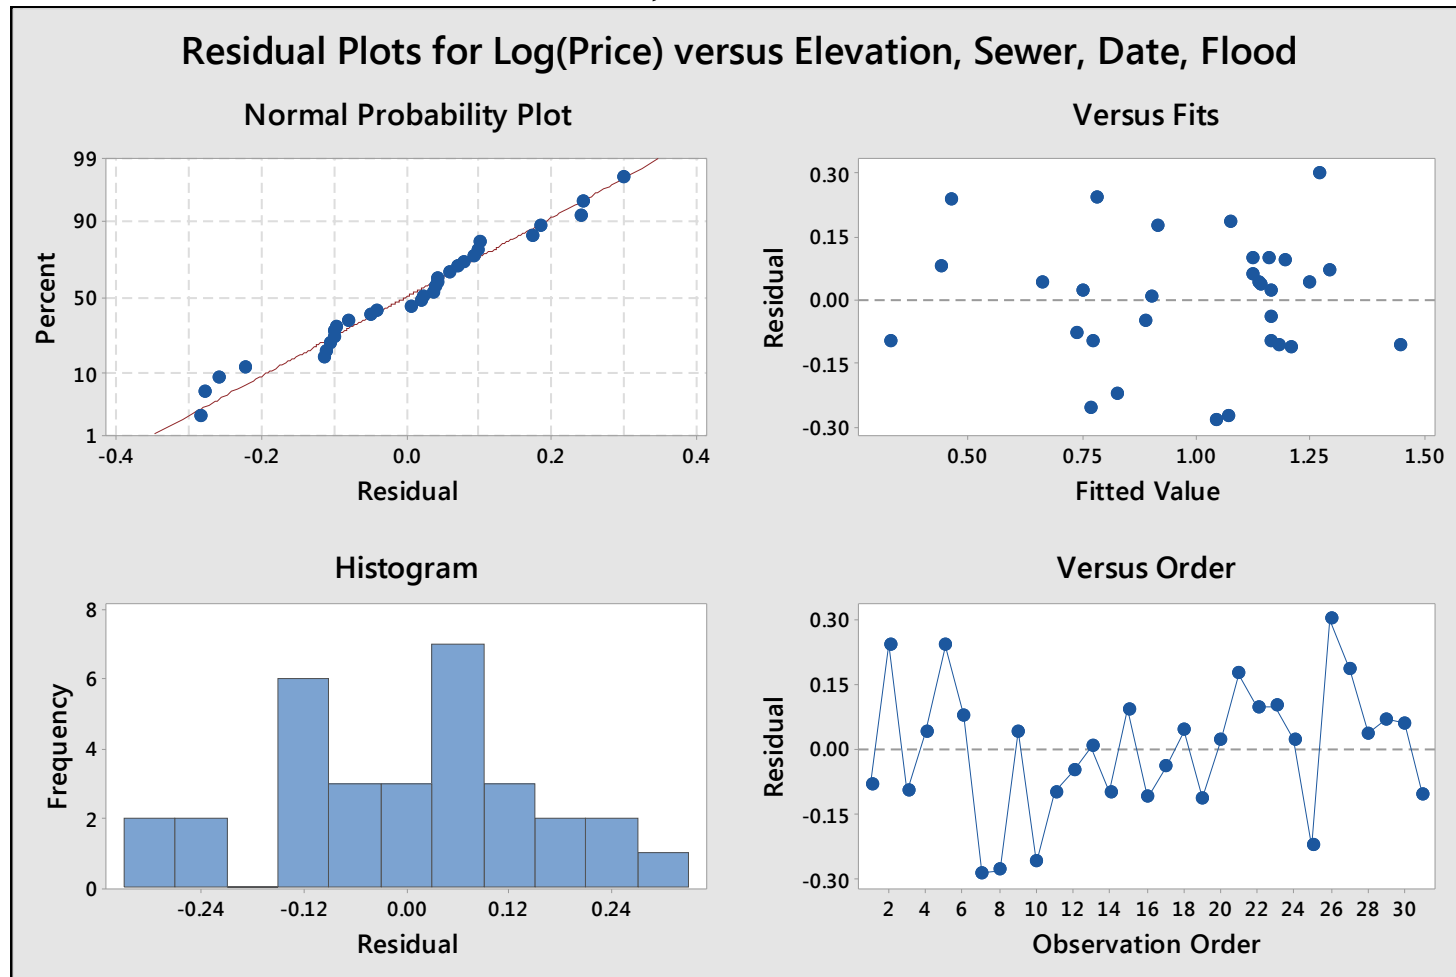 Residual Plots for Log(Price) versus Elevation, Sewer, Date, Flood
Normal Probability Plot
99
90
50
10
1
Percent
-0.4 -0.2 0.0 0.2 0.4
Residual
Versus Fits
0.30
0.15
0.00
-0.15
-0.30
Residual
0.50 0.75 1.00 1.25 1.50
Fitted Value
Histogram
8
6
4
2
0
Frequency
-0.24 -0.12 0.00 0.12 0.24
Residual
Versus Order
0.30
0.15
0.00
-0.15
-0.30
Residual
2 4 6 8 10 12 14 16 18 20 22 24 26 28 30
Observation Order